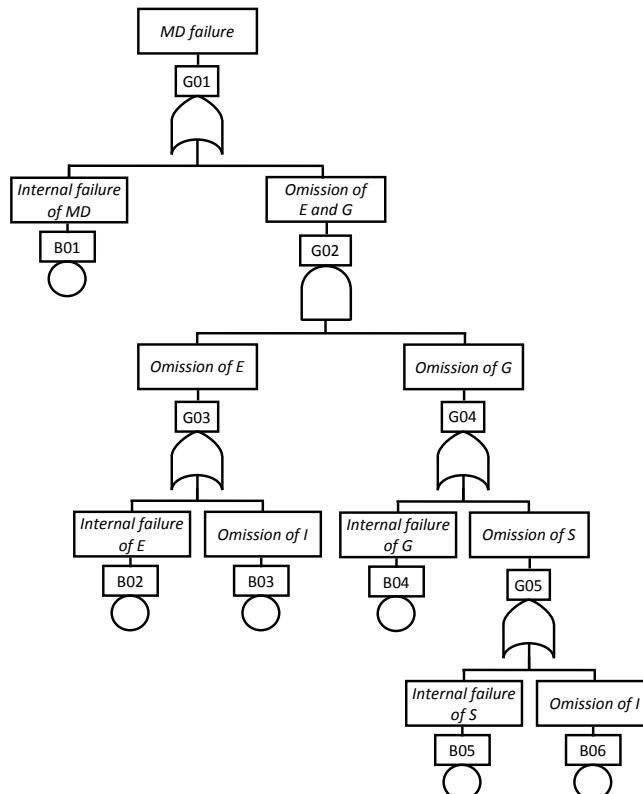 MD failure
G01
Internal failure
of MD
Omission of
E and G
B01
G02
Omission of E
Omission of G
G03
G04
Internal failure
of E
Omission of I
Internal failure
of G
Omission of S
B02
B03
B04
G05
Internal failure
of S
Omission of I
B05
B06